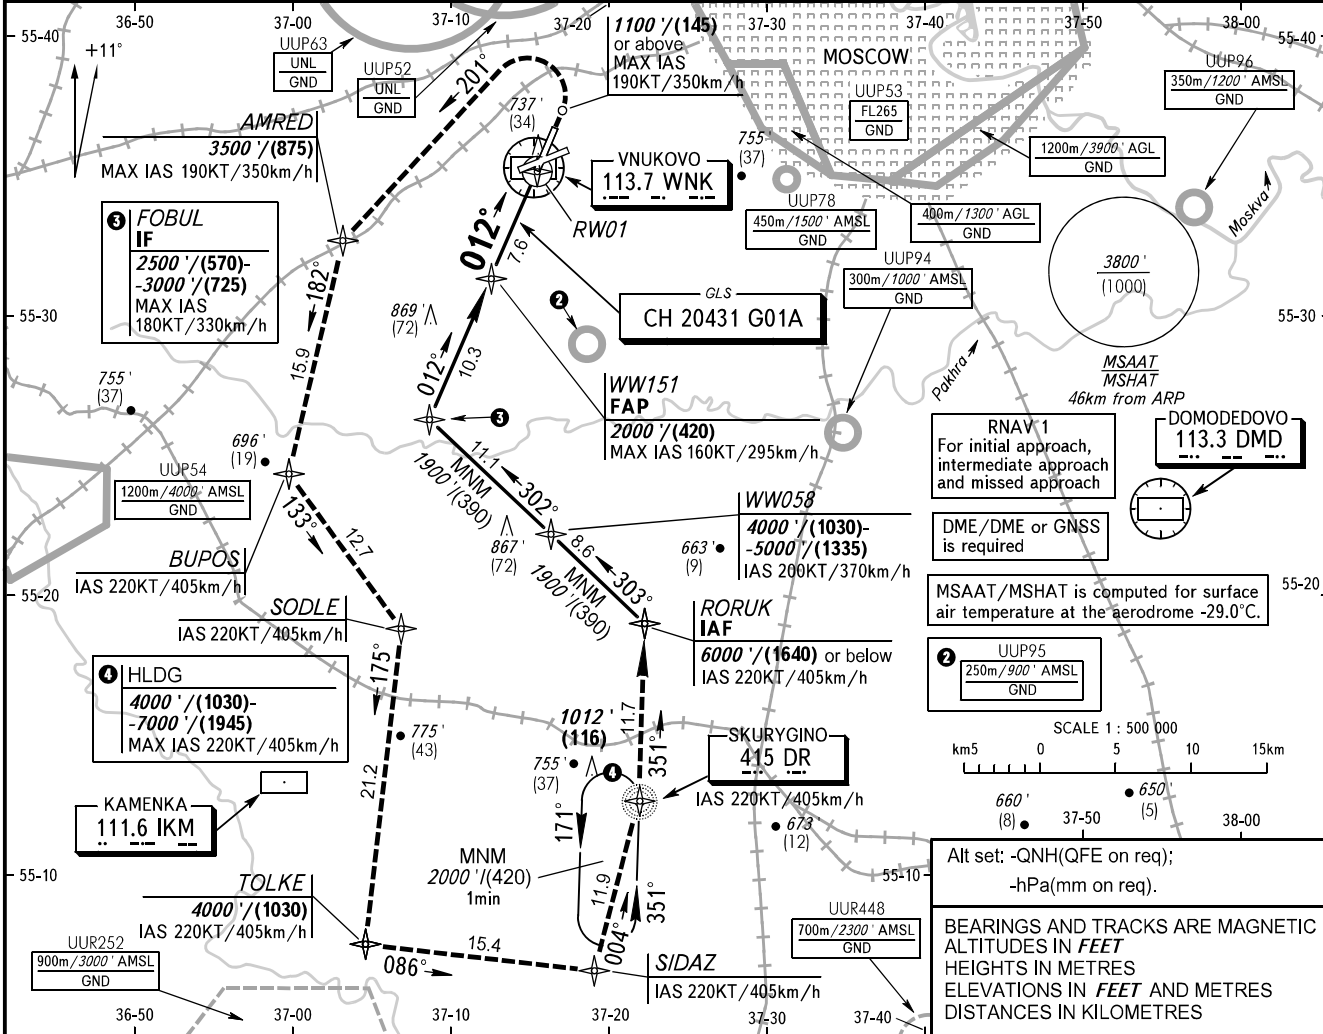 36-50
37-00
37-10
37-20
37-30
37-40
37-50
38-00
55-40
55-40
+11°
UUP63
UNL
GND
UUP52
UNL
GND
201°
1100 '/(145)
or above
MAX IAS
190KT/350km/h
MOSCOW
UUP53
FL265
GND
UUP96
350m/1200 ' AMSL
GND
1200m/3900 ' AGL
GND
737 '
(34)
AMRED
3500 '/(875)
MAX IAS 190KT/350km/h
VNUKOVO
113.7 WNK
755 '
(37)
UUP78
450m/1500 ' AMSL
GND
400m/1300 ' AGL
GND
Moskva
RW01
3 FOBUL
IF
2500 '/(570)-
-3000 '/(725)
MAX IAS
180KT/330km/h
012°
7.6
UUP94
300m/1000 ' AMSL
GND
3800 '
(1000)
MSAAT
MSHAT
46km from ARP
182°
15.9
GLS
CH 20431 G01A
2
55-30
55-30
869 '
(72)
012°
10.3
Pakhra
755 '
(37)
WW151
FAP
2000 '/(420)
MAX IAS 160KT/295km/h
3
RNAV 1
For initial approach,
intermediate approach
and missed approach
DOMODEDOVO
113.3 DMD
696 '
(19)
UUP54
1200m/4000 ' AMSL
GND
11.1
302°
MNM
1900 '/(390)
WW058
4000 '/(1030)-
-5000 '/(1335)
IAS 200KT/370km/h
DME/DME or GNSS
is required
133°
12.7
867 '
(72)
8.6
303°
MNM
1900 '/(390)
663 '
(9)
BUPOS
IAS 220KT/405km/h
55-20
55-20
MSAAT/MSHAT is computed for surface
air temperature at the aerodrome -29.0°C.
SODLE
IAS 220KT/405km/h
RORUK
IAF
6000 '/(1640) or below
IAS 220KT/405km/h
2
UUP95
250m/900 ' AMSL
GND
4 HLDG
4000 '/(1030)-
-7000 '/(1945)
MAX IAS 220KT/405km/h
175°
21.2
775 '
(43)
1012 '
(116)
755 '
(37)
4
11.7
351°
SKURYGINO
415 DR
IAS 220KT/405km/h
SCALE 1 : 500 000
km5
0
5
10
15km
KAMENKA
111.6 IKM
171°
673 '
(12)
660 '
(8)
650 '
(5)
37-50
38-00
MNM
2000 '/(420)
1min
11.9
004°
351°
55-10
55-10
TOLKE
4000 '/(1030)
IAS 220KT/405km/h
UUR252
900m/3000 ' AMSL
GND
086°
15.4
SIDAZ
IAS 220KT/405km/h
UUR448
700m/2300 ' AMSL
GND
Alt set: -QNH(QFE on req);
-hPa(mm on req).
BEARINGS AND TRACKS ARE MAGNETIC
ALTITUDES IN FEET
HEIGHTS IN METRES
ELEVATIONS IN FEET AND METRES
DISTANCES IN KILOMETRES
36-50
37-00
37-10
37-20
37-30
37-40